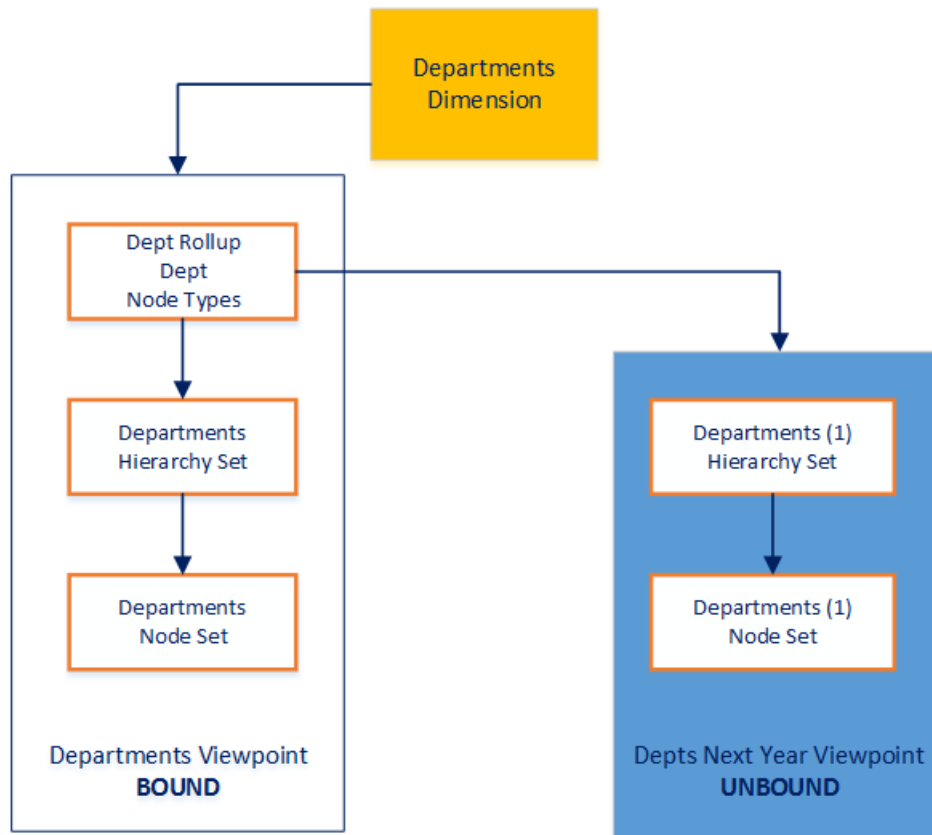 Departments
Dimension
Dept Rollup
Dept
Node Types
Departments
Hierarchy Set
Departments
Node Set
Departments Viewpoint
BOUND
Departments (1)
Hierarchy Set
Departments (1)
Node Set
Depts Next Year Viewpoint
UNBOUND